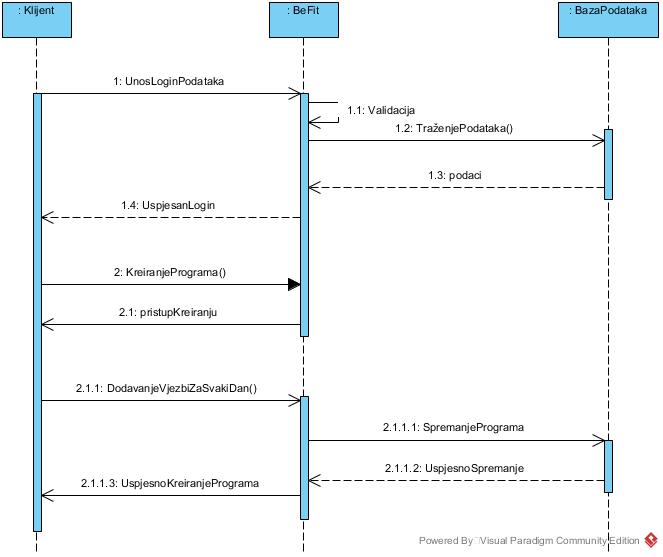 : Klijent
: BeFit
: BazaPodataka
1: UnosLoginPodataka
1.1: Validacija
1.2: TraženjePodataka()
1.3: podaci
1.4: UspjesanLogin
2: KreiranjePrograma()
2.1: pristupKreiranju
2.1.1: DodavanjeVjezbiZaSvakiDan()
2.1.1.1: SpremanjePrograma
2.1.1.2: UspjesnoSpremanje
2.1.1.3: UspjesnoKreiranjePrograma
Powered By Visual Paradigm Community Edition